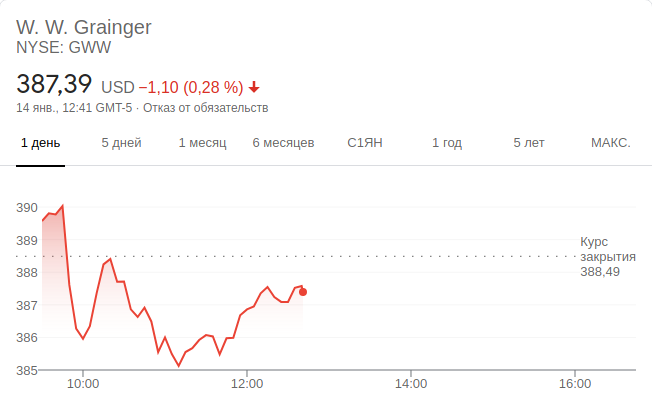 W. W. Grainger
NYSE: GWW
387,39 USD −1,10 (0,28 %)
14 янв., 12:41 GMT-5 · Отказ от обязательств
1 день 5 дней 1 месяц 6 месяцев С1ЯН 1 год 5 лет МАКС.
390
389
388
387
386
385
Курс
закрытия
388,49
10:00 12:00 14:00 16:00